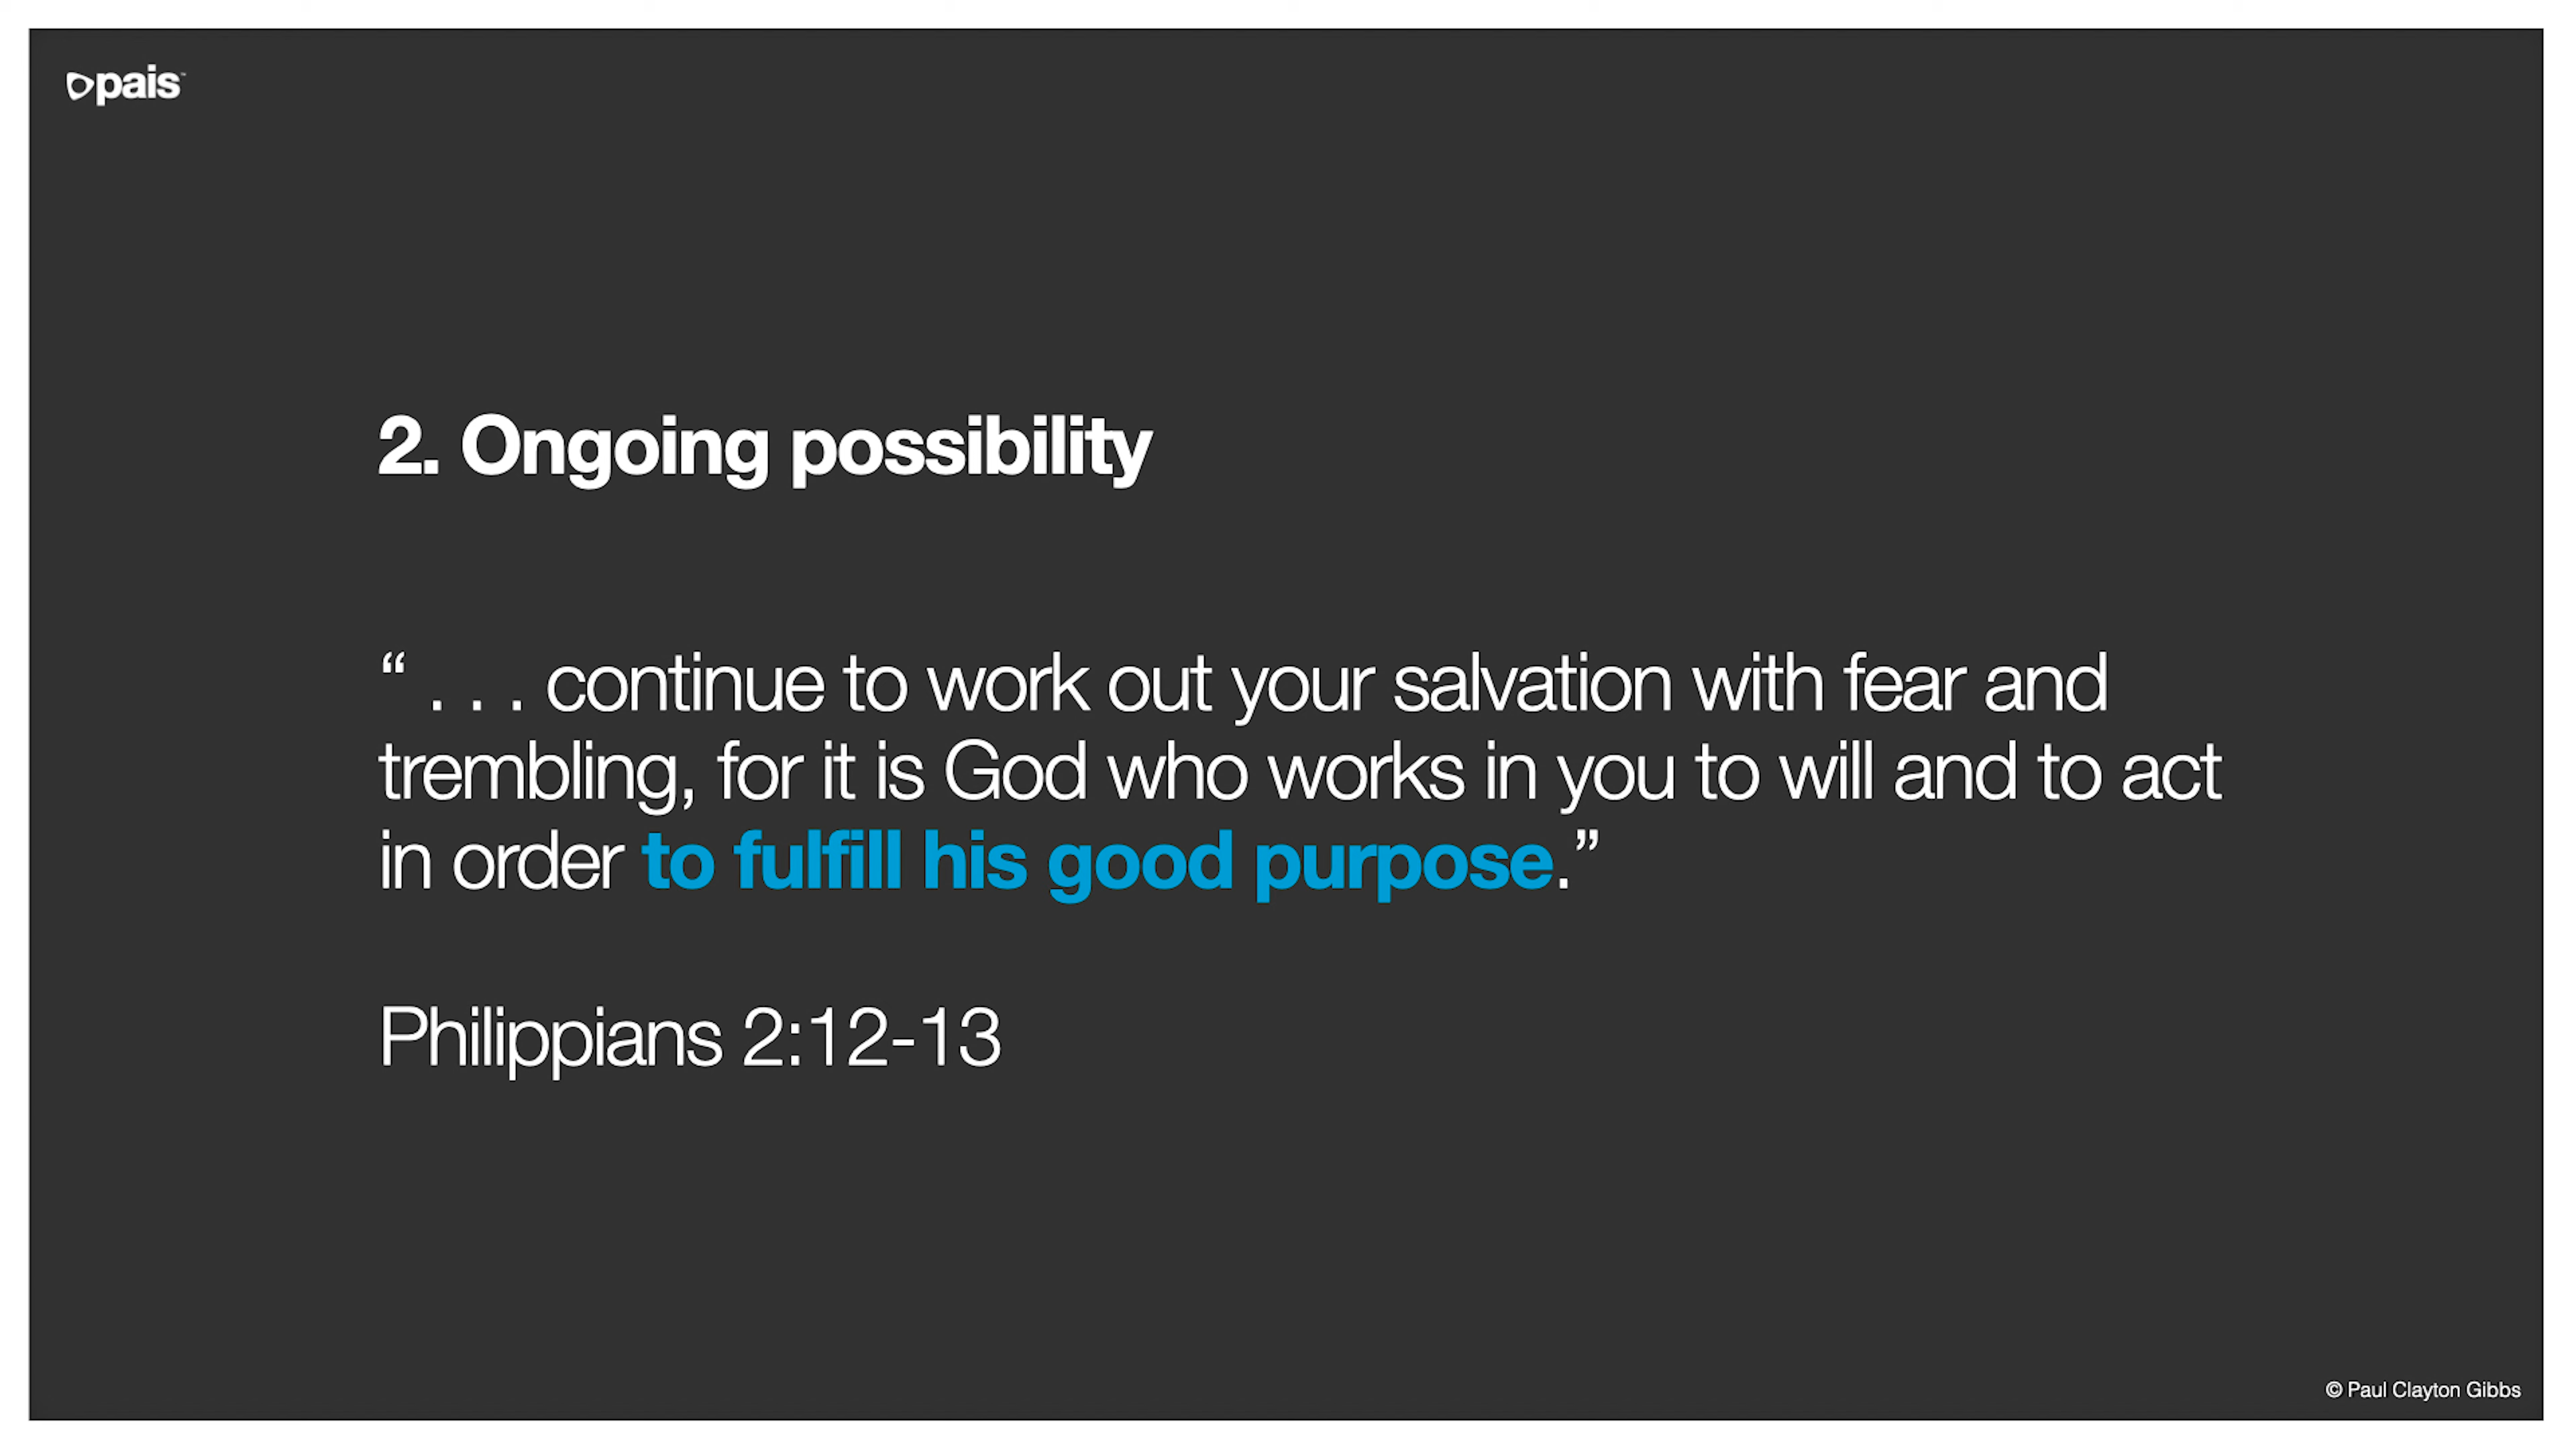 pais™
2. Ongoing possibility
“ . . . continue to work out your salvation with fear and
trembling, for it is God who works in you to will and to act
in order to fulfill his good purpose.”
Philippians 2:12-13
© Paul Clayton Gibbs